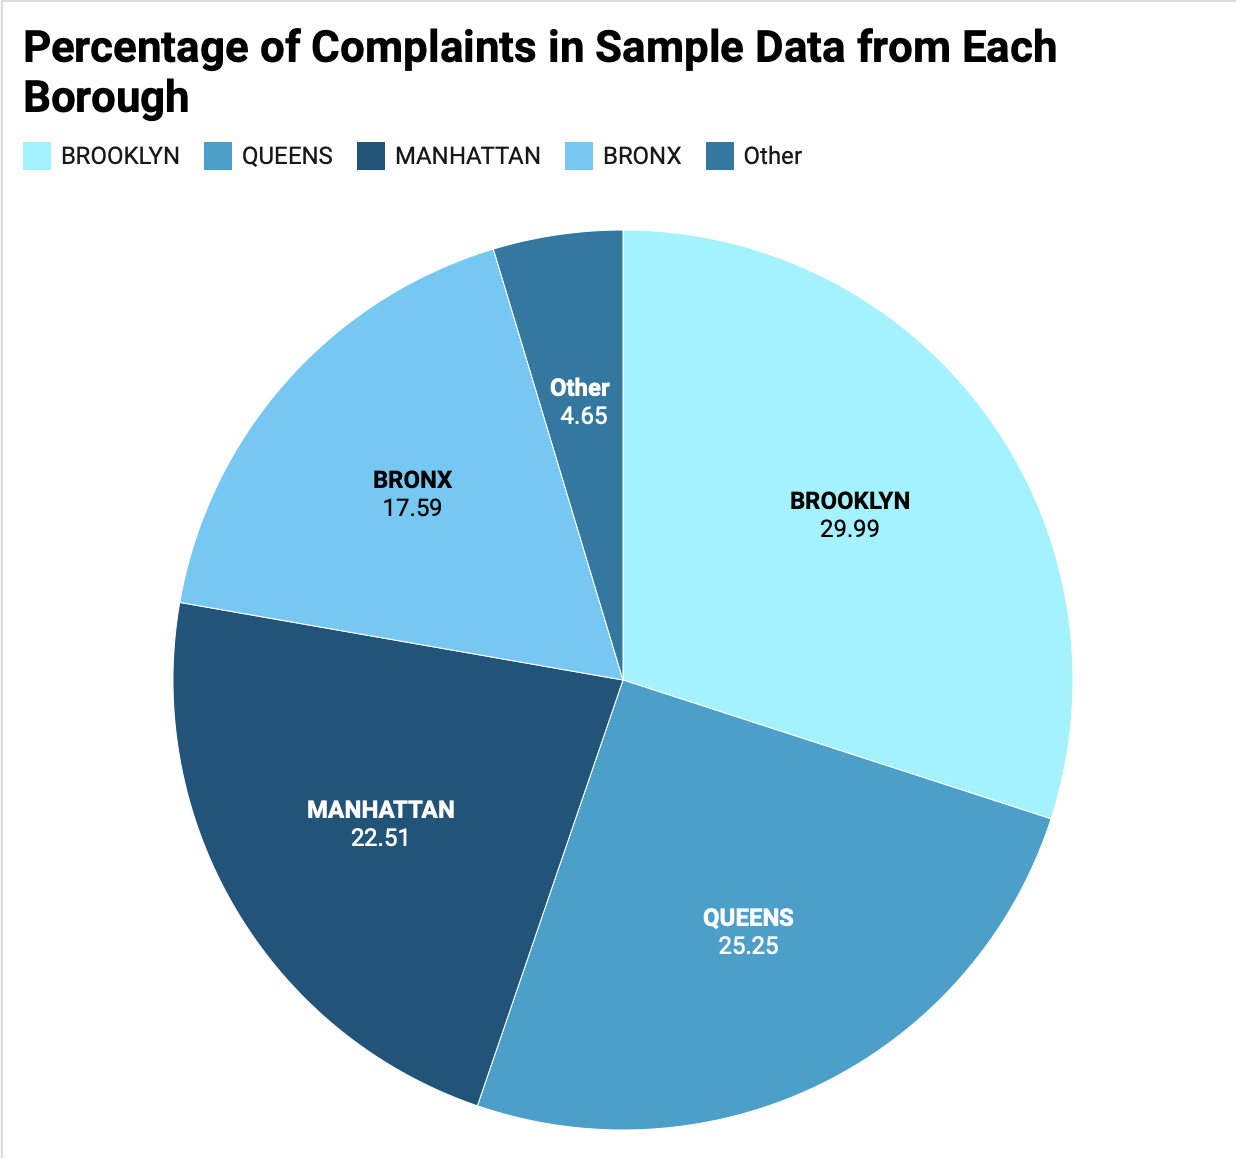 Percentage of Complaints in Sample Data from Each
Borough
BROOKLYN QUEENS MANHATTAN BRONX Other
Other
4.65
BRONX
17.59
BROOKLYN
29.99
MANHATTAN
22.51
QUEENS
25.25